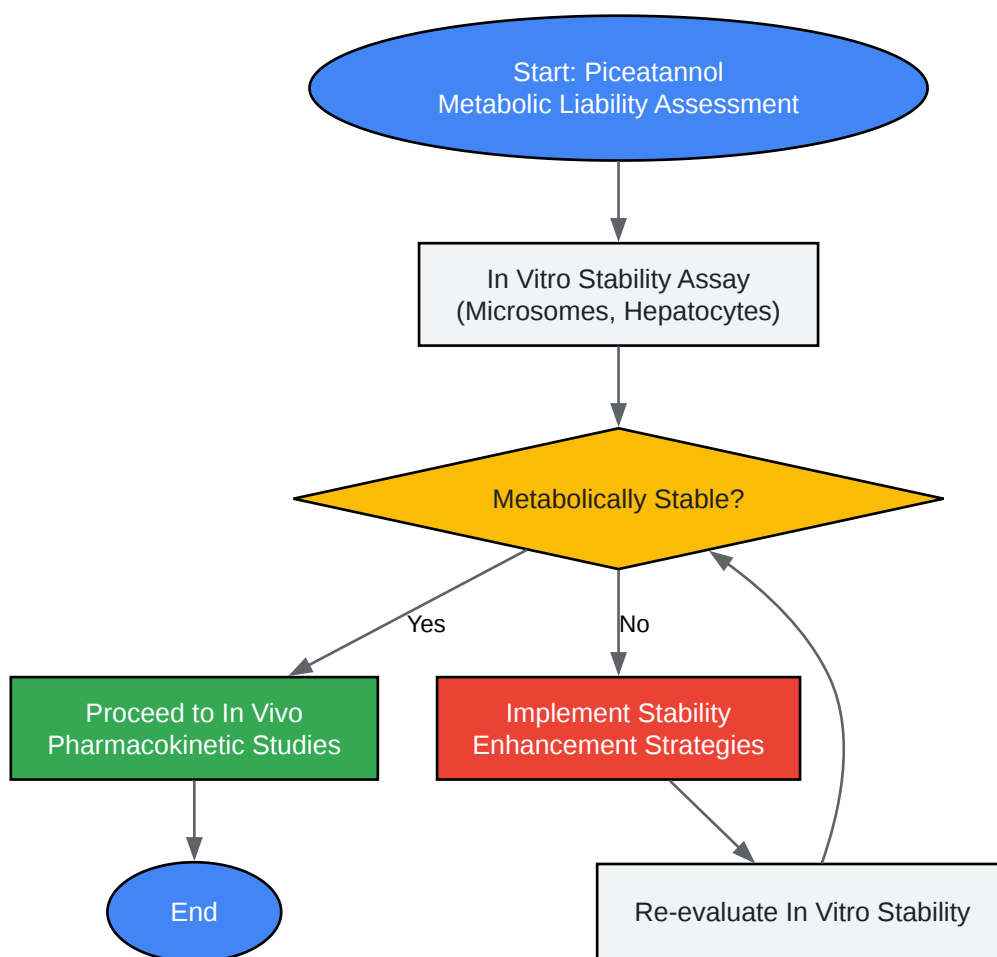 Start: Piceatannol
Metabolic Liability Assessment
In Vitro Stability Assay
(Microsomes, Hepatocytes)
Metabolically Stable?
Yes
No
Proceed to In Vivo
Pharmacokinetic Studies
Implement Stability
Enhancement Strategies
End
Re-evaluate In Vitro Stability